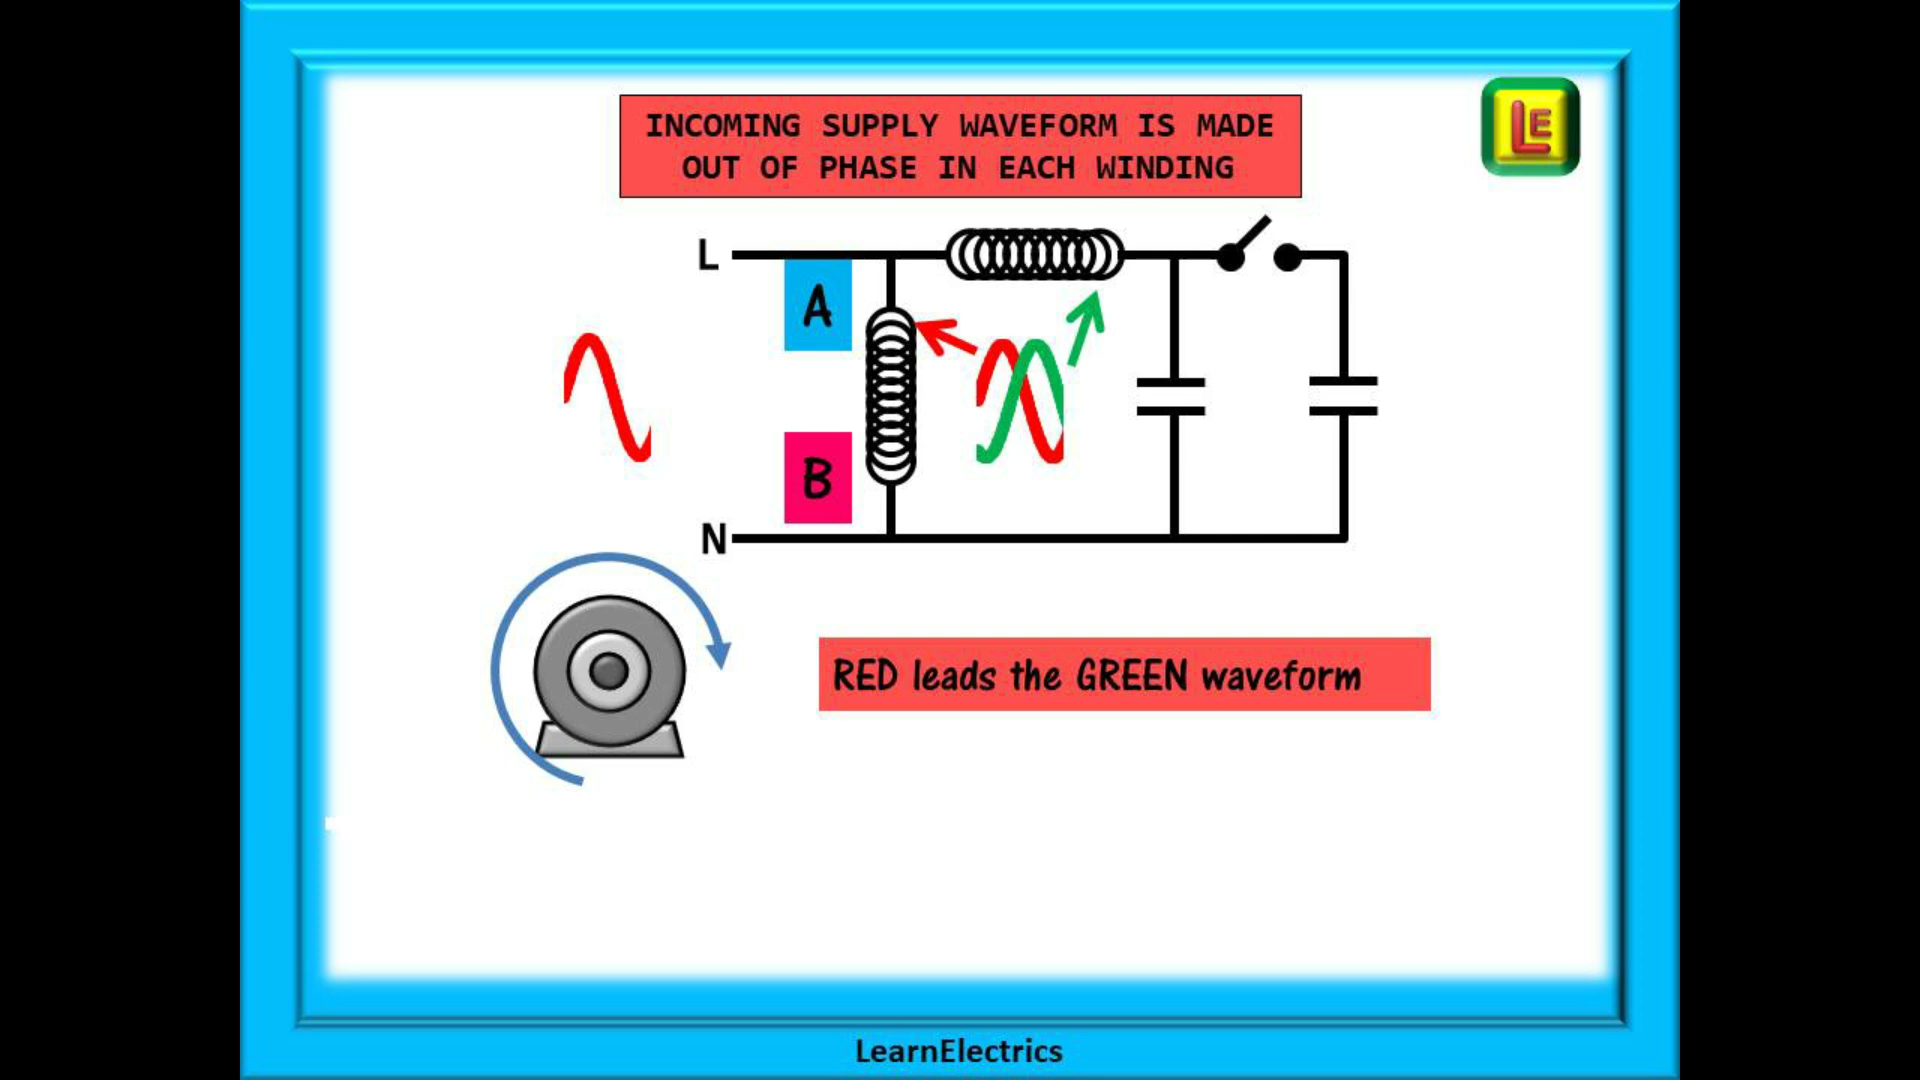 INCOMING SUPPLY WAVEFORM IS MADE
OUT OF PHASE IN EACH WINDING
LE
L
A
B
N
RED leads the GREEN waveform
LearnElectrics